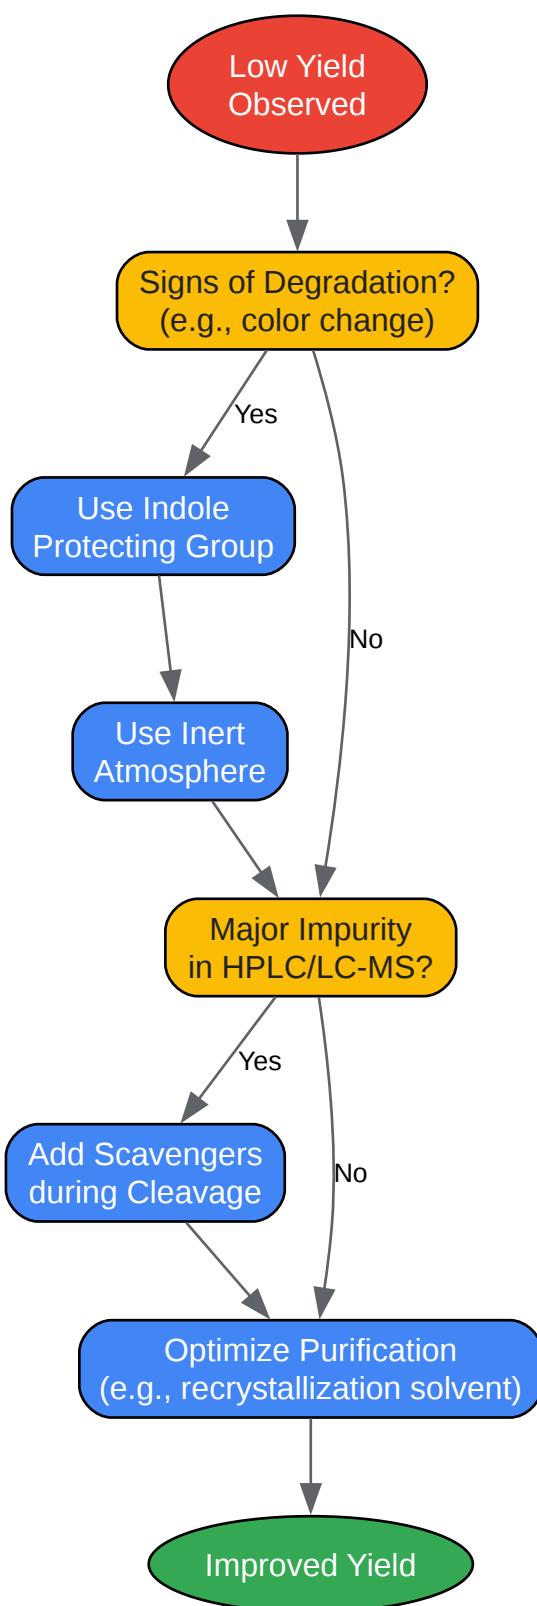 Low Yield
Observed
Signs of Degradation?
(e.g., color change)
Yes
Use Indole
Protecting Group
No
Use Inert
Atmosphere
Major Impurity
in HPLC/LC-MS?
Yes
Add Scavengers
during Cleavage
No
Optimize Purification
(e.g., recrystallization solvent)
Improved Yield